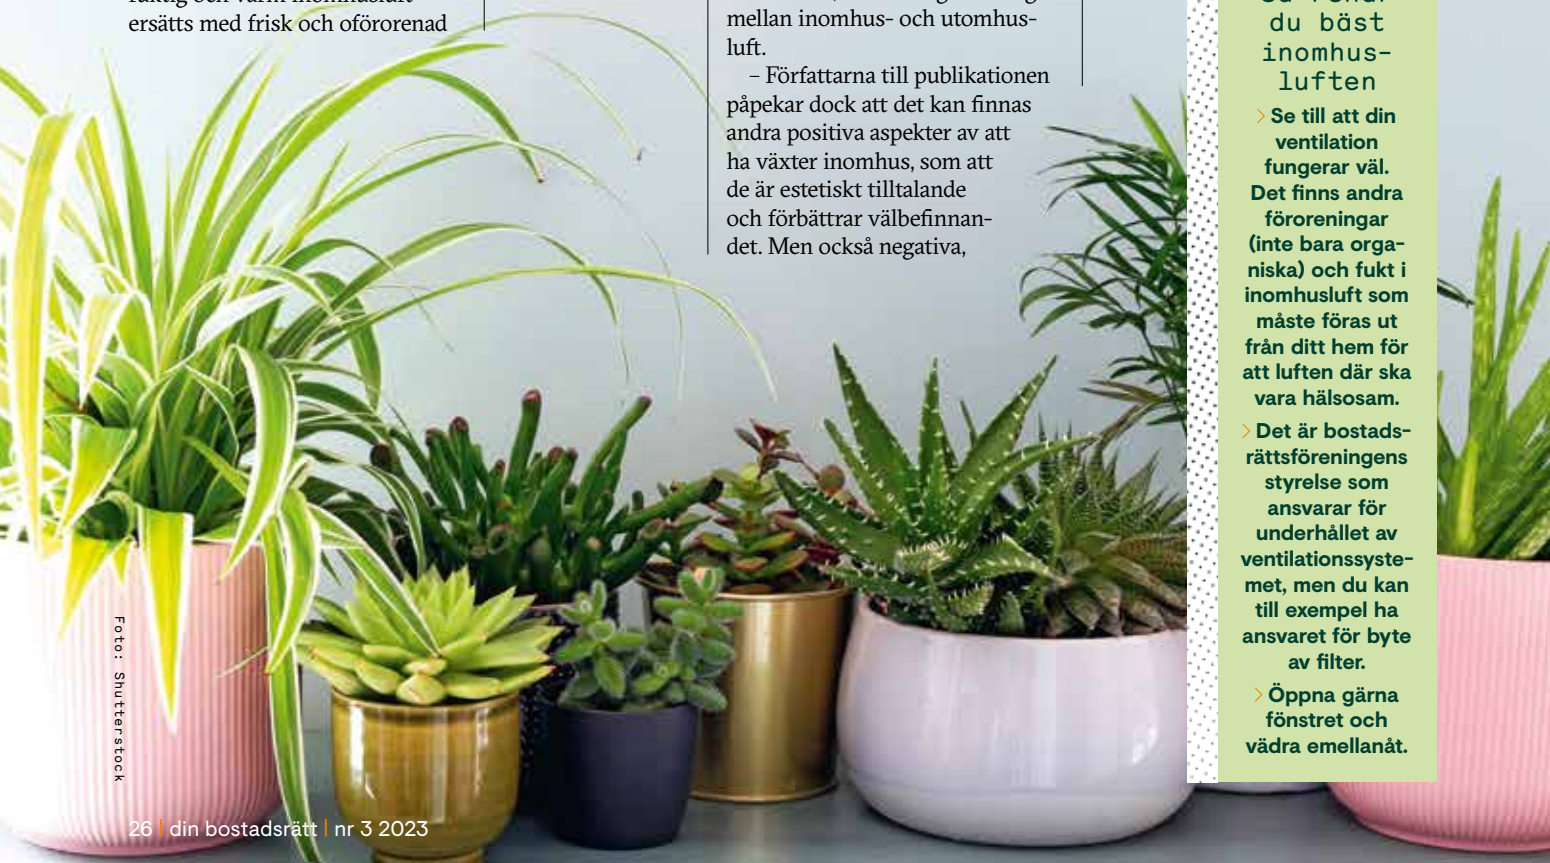 ersätts med frisk och oförorenad
mellan inomhus- och utomhus-
luft.
– Författarna till publikationen
påpekar dock att det kan finnas
andra positiva aspekter av att
ha växter inomhus, som att
de är estetiskt tilltalande
och förbättrar välbefinnan-
det. Men också negativa,
du bäst
inomhus-
luften
› Se till att din
ventilation
fungerar väl.
Det finns andra
föroreningar
(inte bara orga-
niska) och fukt i
inomhusluft som
måste föras ut
från ditt hem för
att luften där ska
vara hälsosam.
› Det är bostads-
rättsföreningens
styrelse som
ansvarar för
underhållet av
ventilationssyste-
met, men du kan
till exempel ha
ansvaret för byte
av filter.
› Öppna gärna
fönstret och
vädra emellanåt.
Foto: Shutterstock
26 | din bostadsrätt | nr 3 2023